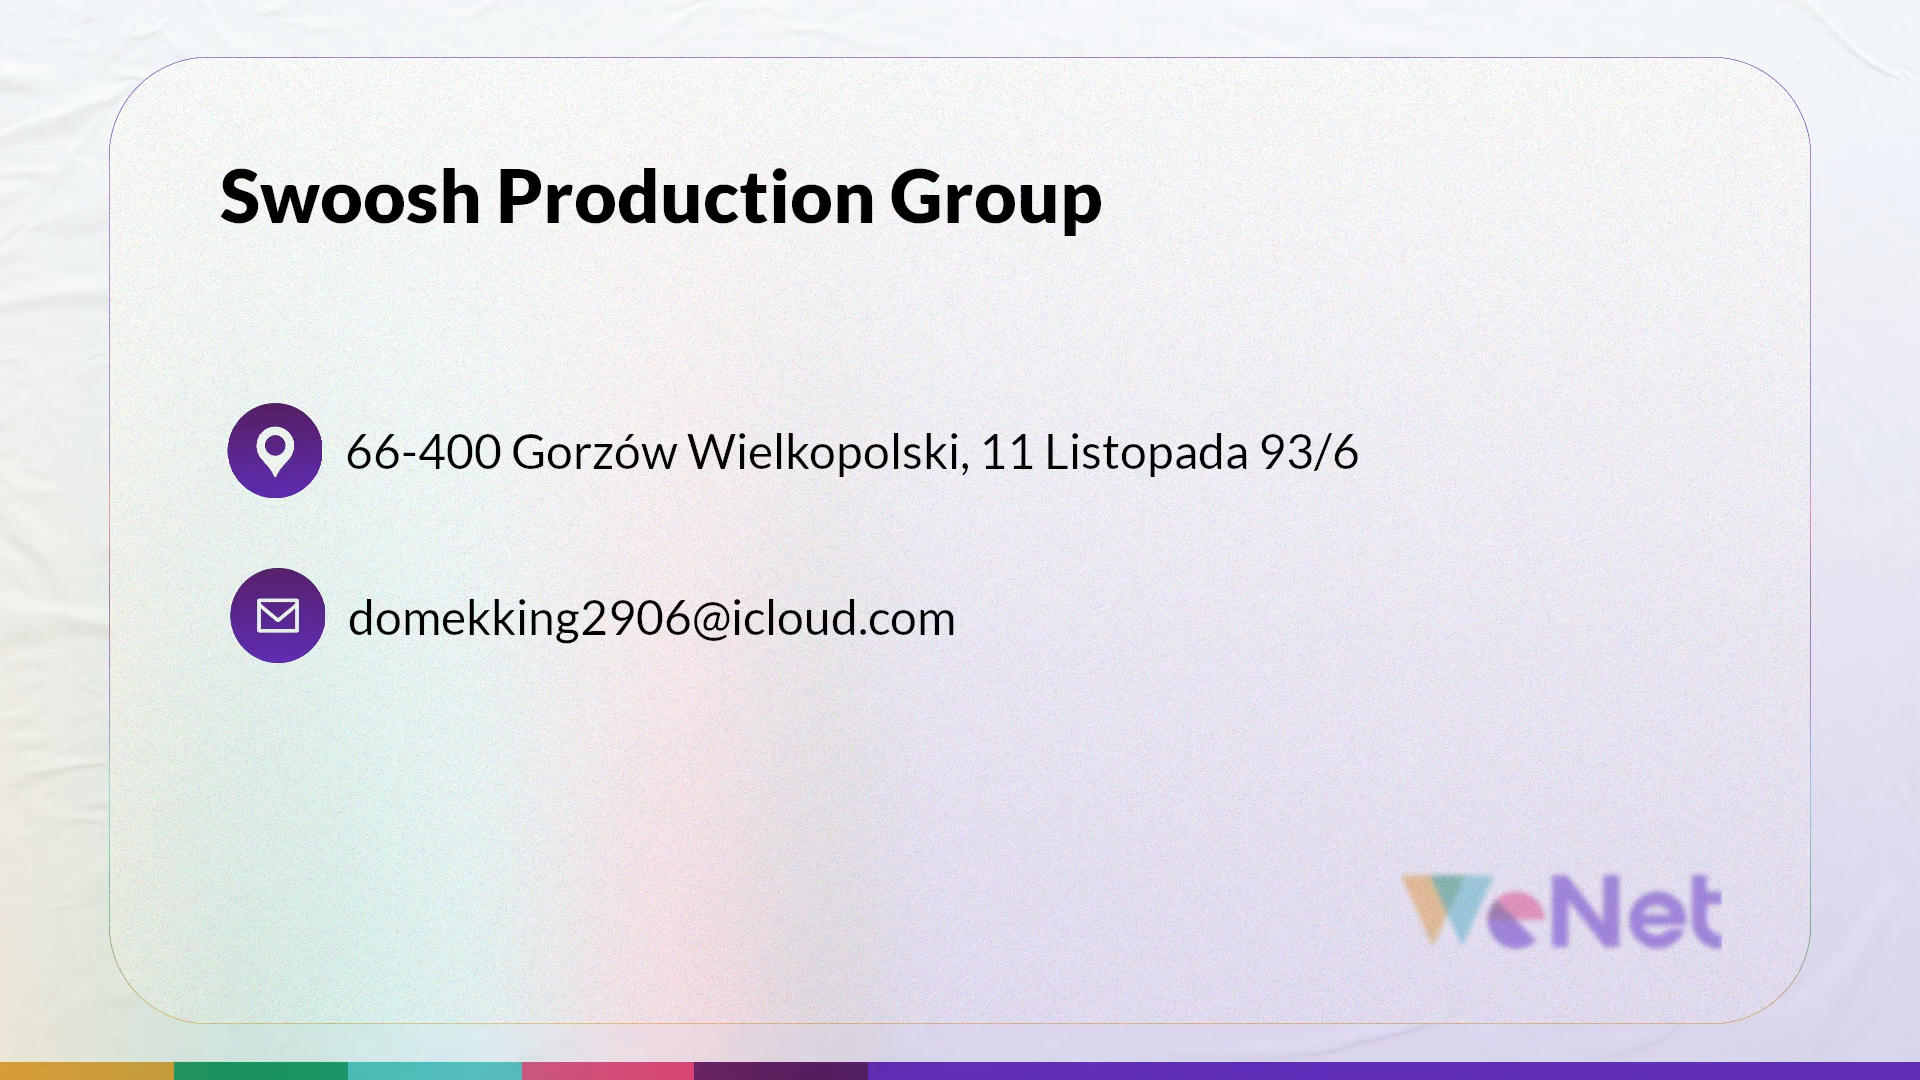 Swoosh Production Group
66-400 Gorzów Wielkopolski, 11 Listopada 93/6
domekking2906@icloud.com
WeNet